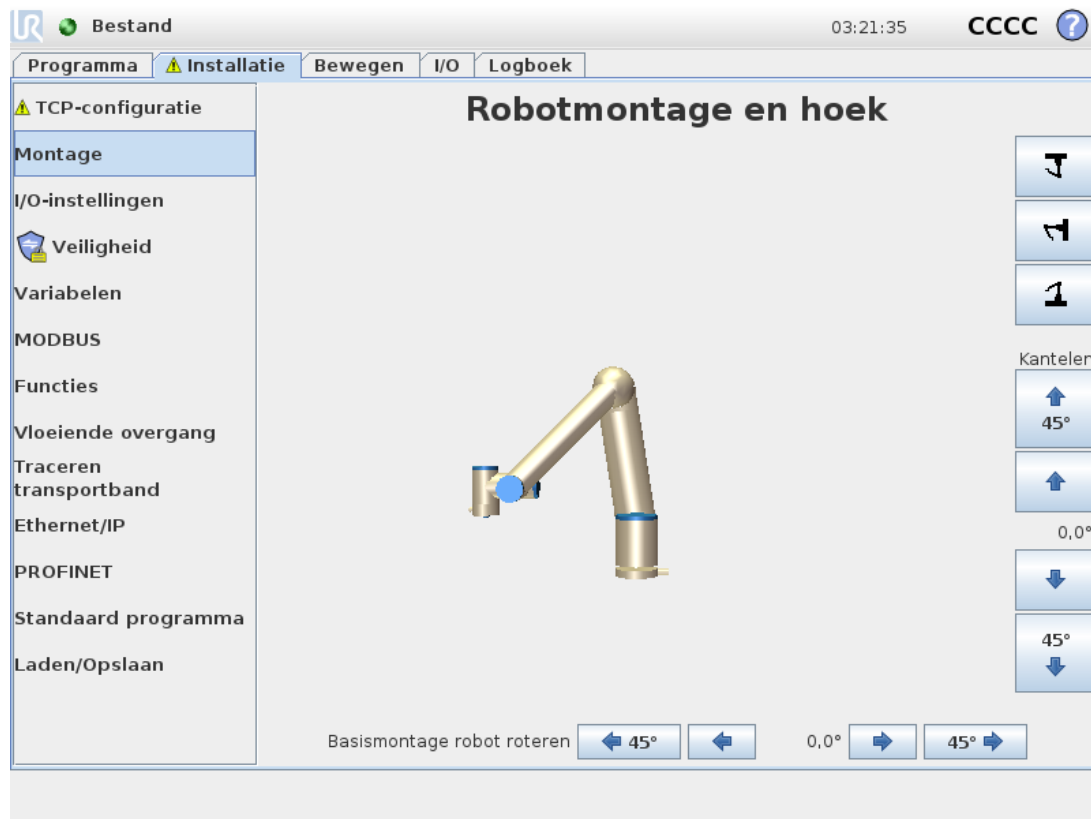 UR Bestand 03:21:35 CCCC ?
Programma Installatie Bewegen I/O Logboek
TCP-configuratie
Montage
I/O-instellingen
Veiligheid
Variabelen
MODBUS
Functies
Vloeiende overgang
Traceren
transportband
Ethernet/IP
PROFINET
Standaard programma
Laden/Opslaan
Robotmontage en hoek
Kantelen
45°
0,0°
45°
Basismontage robot roteren 45° 0,0° 45°